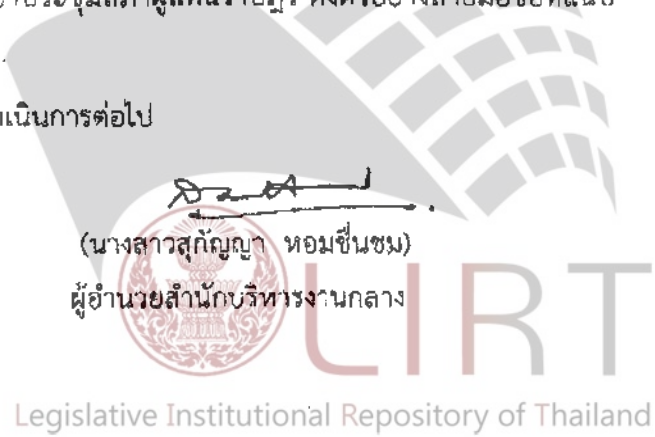 เนินการต่อไป
(นางสาวสุกัญญา หอมชื่นชม)
ผู้อำนวยสำนักบริหารงานกลาง
LIRT
Legislative Institutional Repository of Thailand